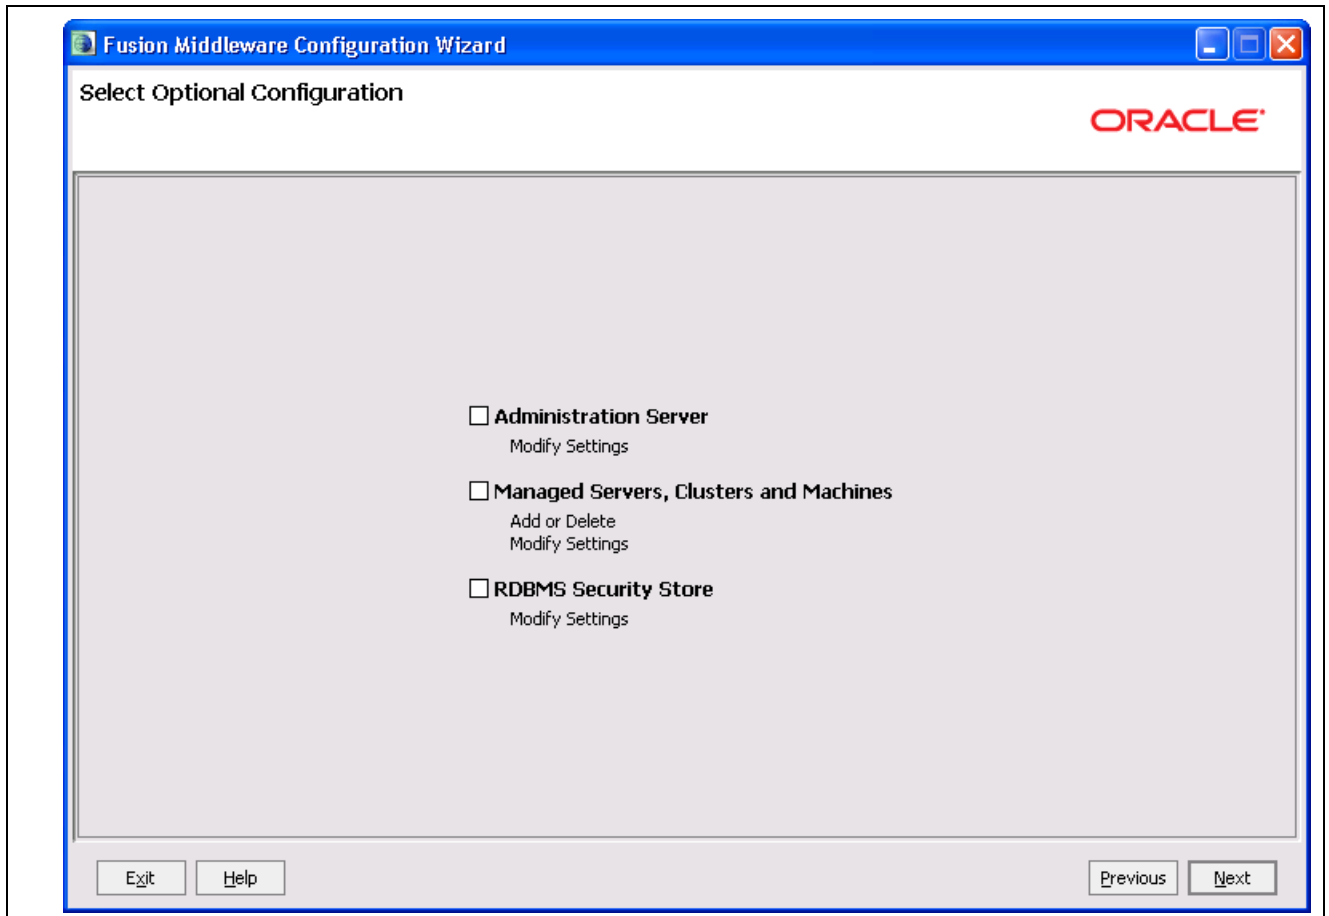 Fusion Middleware Configuration Wizard
Select Optional Configuration
ORACLE
Administration Server
Modify Settings
Managed Servers, Clusters and Machines
Add or Delete
Modify Settings
RDBMS Security Store
Modify Settings
Exit Help Previous Next